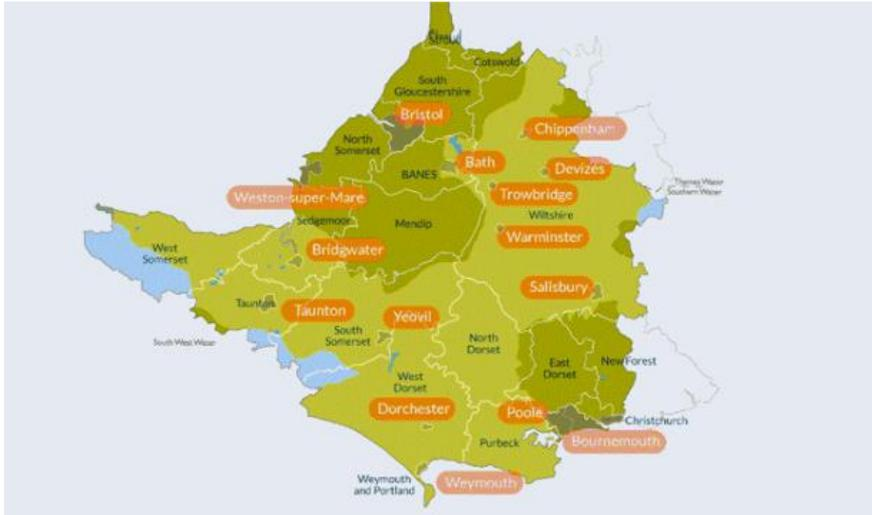 Stroud
Cotswold
South
Gloucestershire
Bristol
Chippenham
North
Somerset
Bath
BANES
Devizes
Thames Water
Southern Water
Weston-super-Mare
Trowbridge
Sedgemoor
Mendip
Wiltshire
Warminster
West
Somerset
Bridgwater
Salisbury
Taunton
Taunton
Yeovil
South
Somerset
North
Dorset
South West Water
East
Dorset
New Forest
West
Dorset
Dorchester
Poole
Christchurch
Purbeck
Bournemouth
Weymouth
and Portland
Weymouth